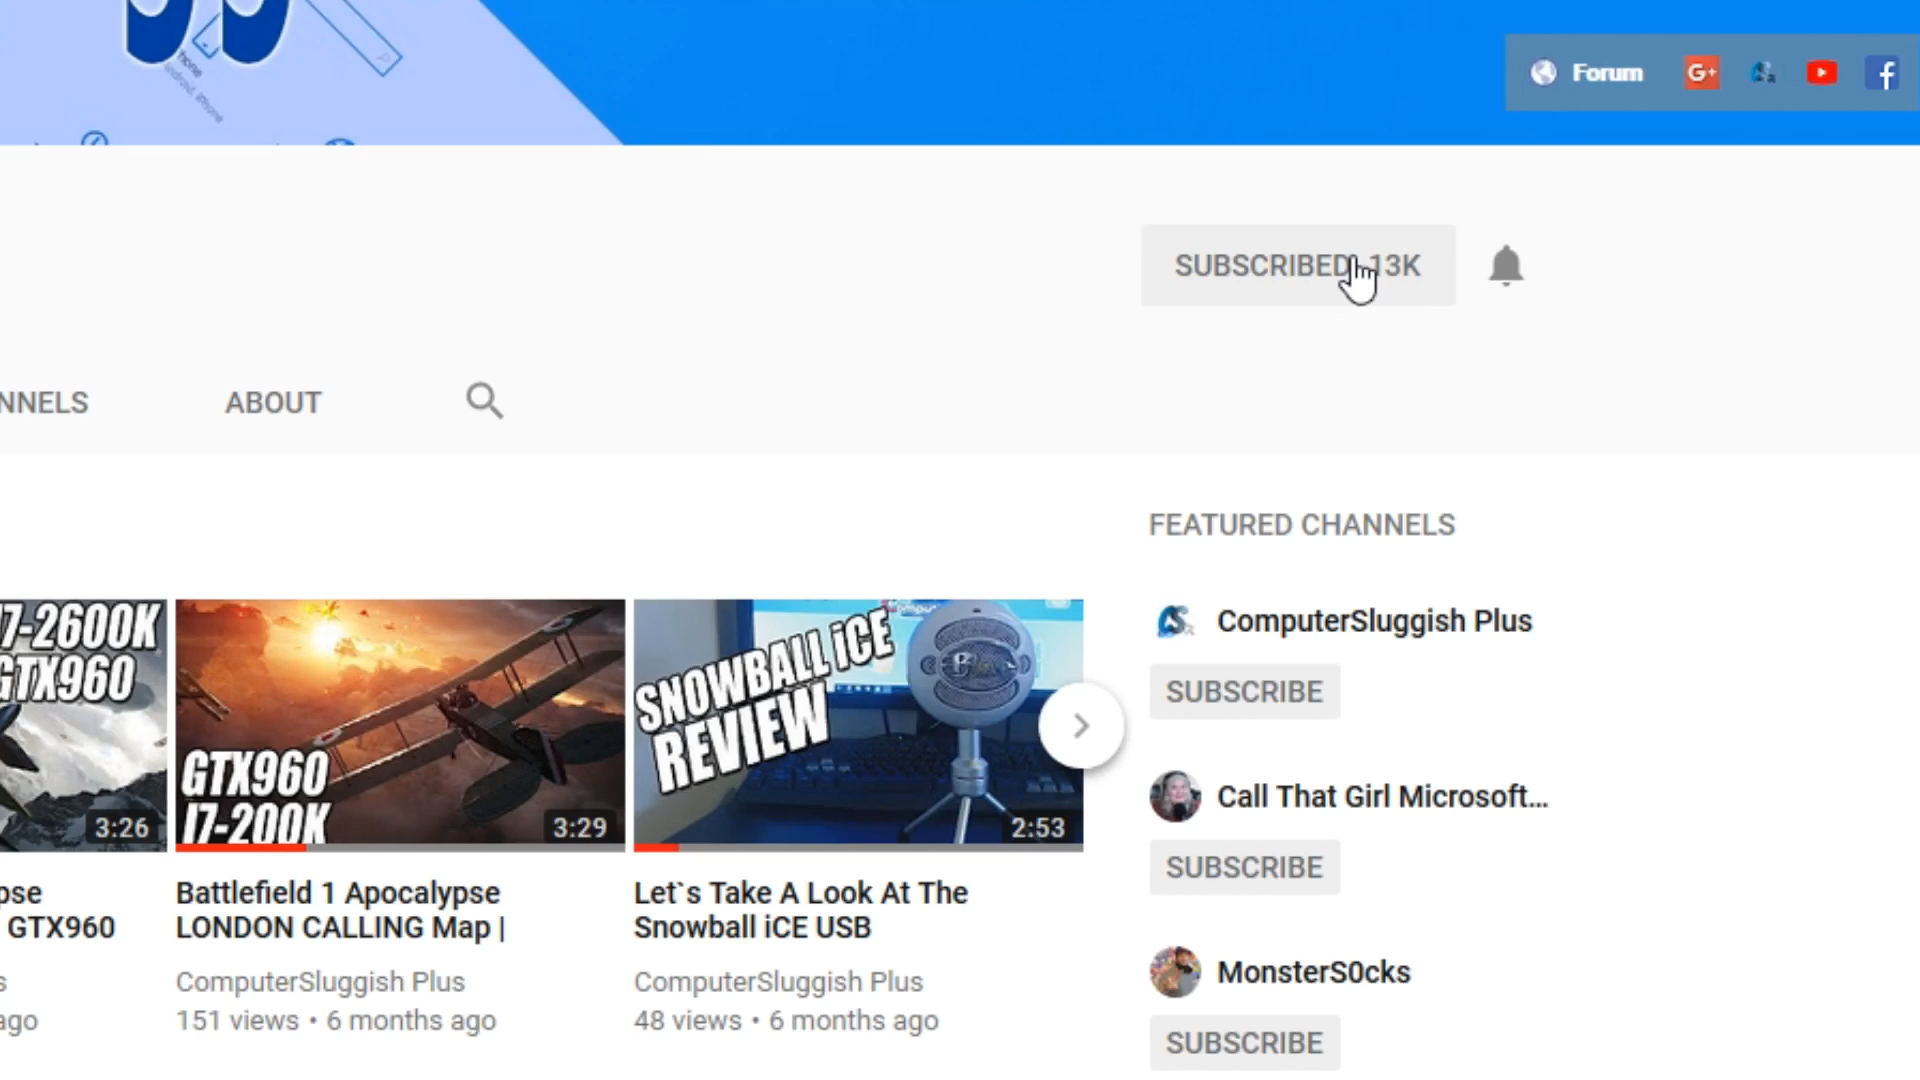 Forum
SUBSCRIBED 13K
NNELS
ABOUT
FEATURED CHANNELS
I7-2600K
GTX960
3:26
GTX960
I7-200K
3:29
SNOWBALL iCE
REVIEW
2:53
ComputerSluggish Plus
SUBSCRIBE
Call That Girl Microsoft...
SUBSCRIBE
MonsterS0cks
SUBSCRIBE
pse
GTX960
ago
Battlefield 1 Apocalypse
LONDON CALLING Map |
ComputerSluggish Plus
151 views • 6 months ago
Let`s Take A Look At The
Snowball iCE USB
ComputerSluggish Plus
48 views • 6 months ago